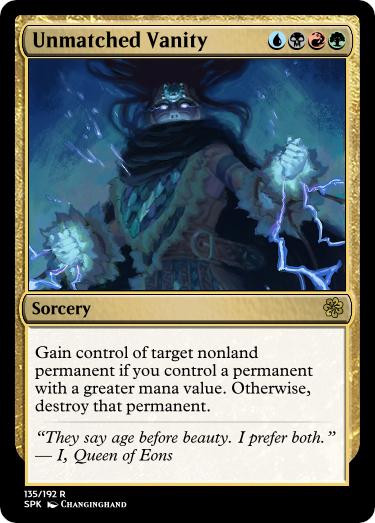 Unmatched Vanity
Sorcery
Gain control of target nonland
permanent if you control a permanent
with a greater mana value. Otherwise,
destroy that permanent.
“They say age before beauty. I prefer both.”
— I, Queen of Eons
135/192 R
SPK Changinghand